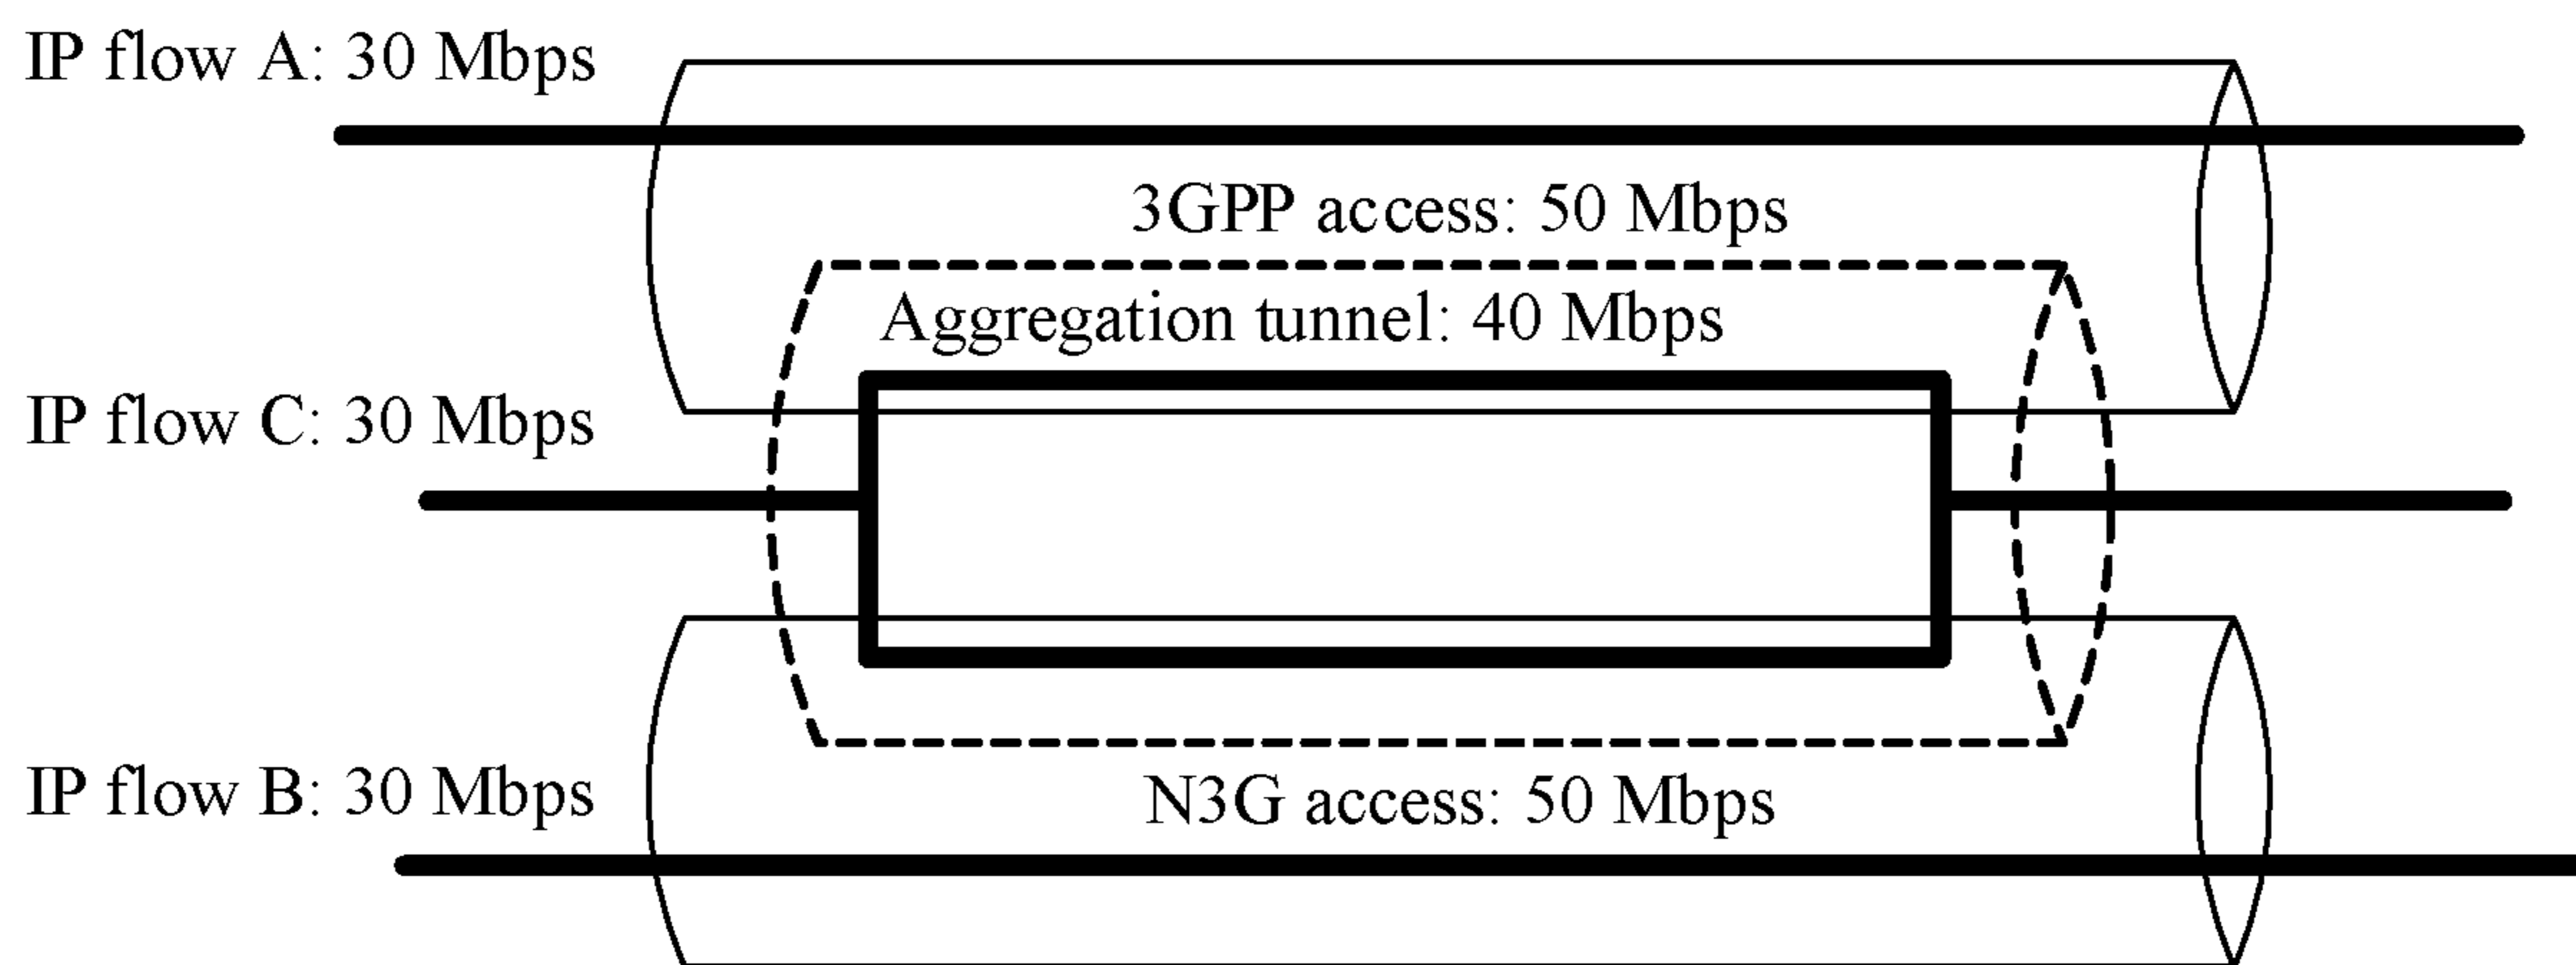 IP flow A: 30 Mbps
3GPP access: 50 Mbps
Aggregation tunnel: 40 Mbps
IP flow C: 30 Mbps
IP flow B: 30 Mbps
N3G access: 50 Mbps